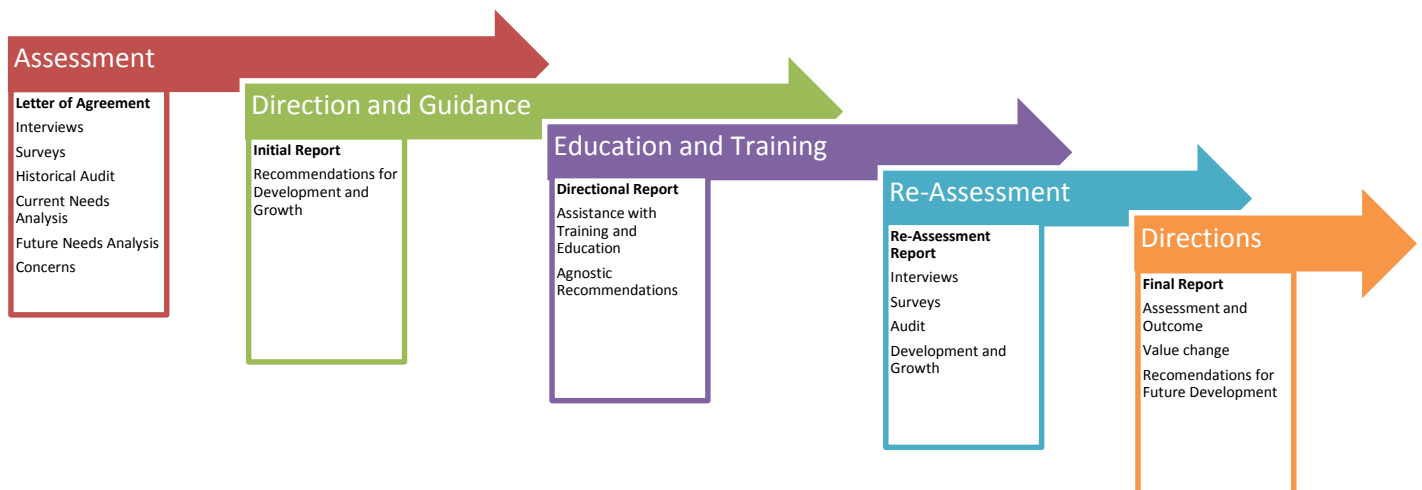 Assessment
Letter of Agreement
Interviews
Surveys
Historical Audit
Current Needs
Analysis
Future Needs Analysis
Concerns
Direction and Guidance
Initial Report
Recommendations for
Development and
Growth
Education and Training
Directional Report
Assistance with
Training and
Education
Agnostic
Recommendations
Re-Assessment
Re-Assessment
Report
Interviews
Surveys
Audit
Development and
Growth
Directions
Final Report
Assessment and
Outcome
Value change
Recomendations for
Future Development